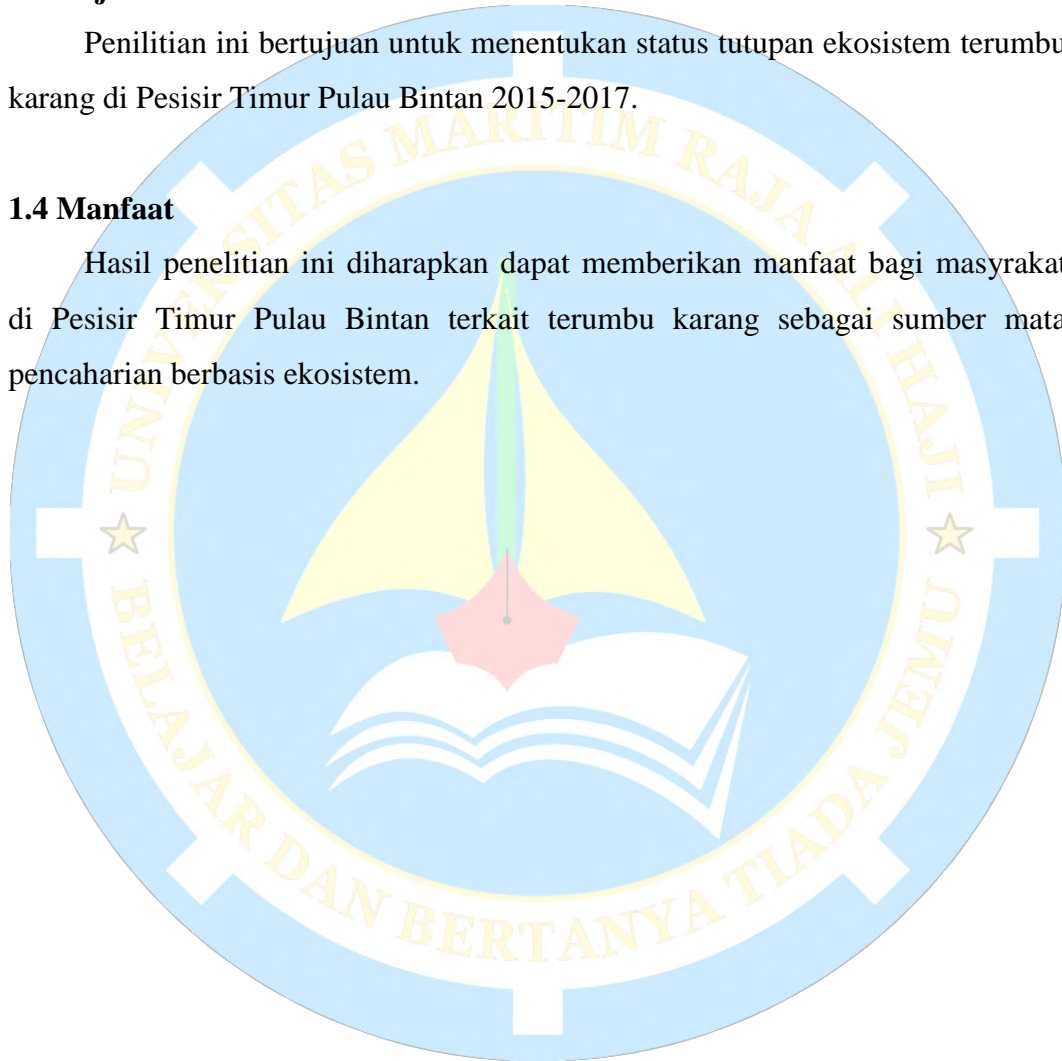 Penilitian ini bertujuan untuk menentukan status tutupan ekosistem terumbu
karang di Pesisir Timur Pulau Bintan 2015-2017.
1.4 Manfaat
Hasil penelitian ini diharapkan dapat memberikan manfaat bagi masyrakat
di Pesisir Timur Pulau Bintan terkait terumbu karang sebagai sumber mata
pencaharian berbasis ekosistem.
UNIVERSITAS MARITIM RAJA ALI HAJI
BELAJAR DAN BERTANYA TIADA JEMU